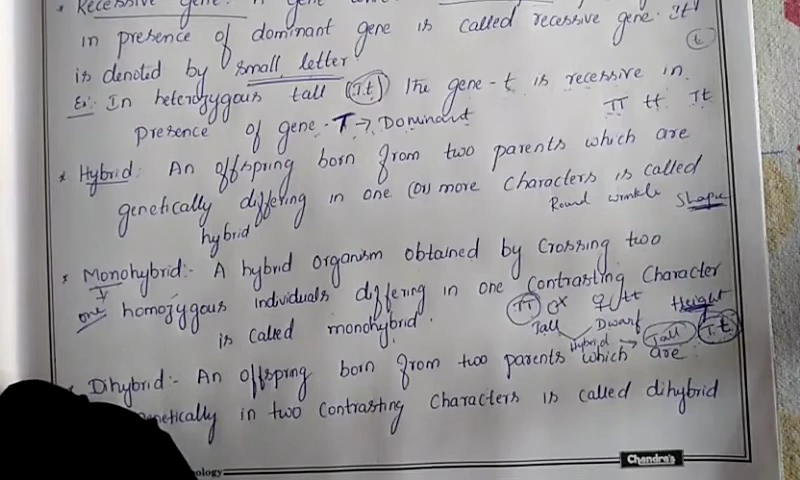 * Recessive gene:- A gene
in presence of dominant gene is called recessive gene. It
is denoted by small letter (t)
Ex:- In heterozygous tall (Tt) The gene - t is recessive in
presence of gene - T → Dominant TT tt Tt
* Hybrid: An offspring born from two parents which are
genetically differing in one (or) more characters is called
hybrid Round wrinkle Shape
* Monohybrid:- A hybrid organism obtained by crossing two
one homozygous individuals differing in one contrasting character
is called monohybrid. TT ♂ x ♀ tt Height
Tall Dwarf
Hybrid → Tall Tt
* Dihybrid:- An offspring born from two parents which are
genetically in two contrasting characters is called dihybrid
ology Chandra's